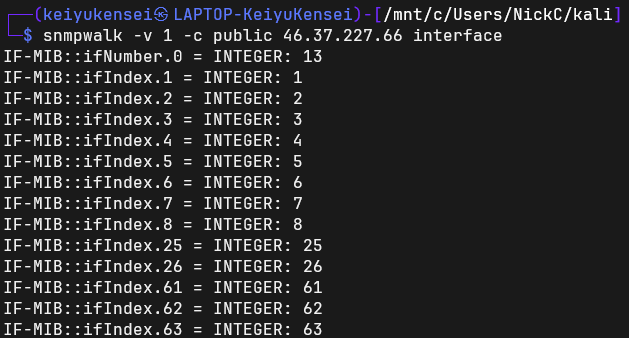 ┌──(keiyukensei㉿LAPTOP-KeiyuKensei)-[/mnt/c/Users/NickC/kali]
└─$ snmpwalk -v 1 -c public 46.37.227.66 interface
IF-MIB::ifNumber.0 = INTEGER: 13
IF-MIB::ifIndex.1 = INTEGER: 1
IF-MIB::ifIndex.2 = INTEGER: 2
IF-MIB::ifIndex.3 = INTEGER: 3
IF-MIB::ifIndex.4 = INTEGER: 4
IF-MIB::ifIndex.5 = INTEGER: 5
IF-MIB::ifIndex.6 = INTEGER: 6
IF-MIB::ifIndex.7 = INTEGER: 7
IF-MIB::ifIndex.8 = INTEGER: 8
IF-MIB::ifIndex.25 = INTEGER: 25
IF-MIB::ifIndex.26 = INTEGER: 26
IF-MIB::ifIndex.61 = INTEGER: 61
IF-MIB::ifIndex.62 = INTEGER: 62
IF-MIB::ifIndex.63 = INTEGER: 63